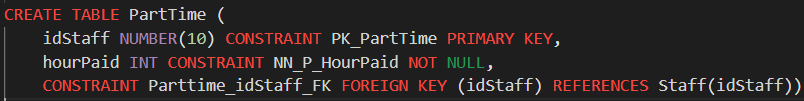 CREATE TABLE PartTime (
    idStaff NUMBER(10) CONSTRAINT PK_PartTime PRIMARY KEY,
    hourPaid INT CONSTRAINT NN_P_HourPaid NOT NULL,
    CONSTRAINT Parttime_idStaff_FK FOREIGN KEY (idStaff) REFERENCES Staff(idStaff))